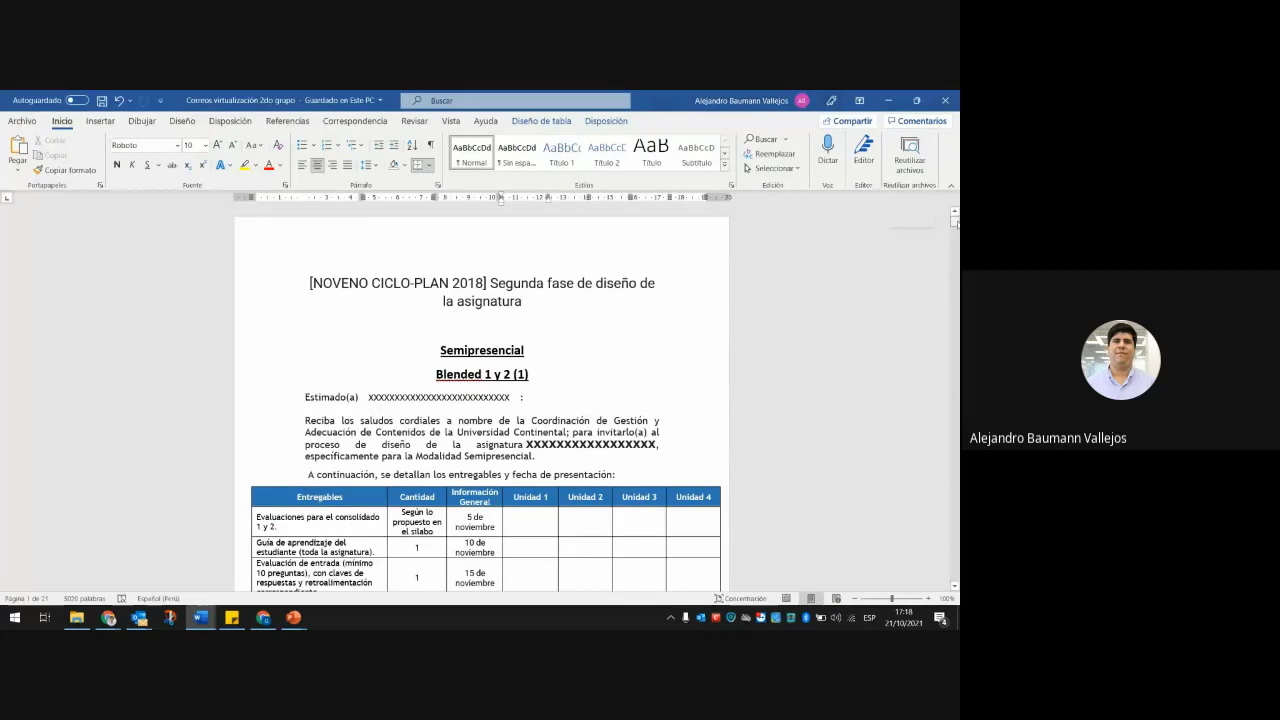 Autoguardado
Correos virtualización 2do grupo - Guardado en Este PC
Buscar
Alejandro Baumann Vallejos
Archivo Inicio Insertar Dibujar Diseño Disposición Referencias Correspondencia Revisar Vista Ayuda Diseño de tabla Disposición
Compartir Comentarios
Pegar
Cortar
Copiar
Copiar formato
Portapapeles
Roboto 10
N K S
Fuente
Párrafo
AaBbCcDd AaBbCcDd AaBbCc AaBbCcC AaB AaBbCcD
¶ Normal ¶ Sin espa... Título 1 Título 2 Título Subtítulo
Estilos
Buscar
Reemplazar
Seleccionar
Edición
Dictar
Voz
Editor
Editor
Reutilizar
archivos
Reutilizar archivos
[NOVENO CICLO-PLAN 2018] Segunda fase de diseño de
la asignatura
Semipresencial
Blended 1 y 2 (1)
Estimado(a) XXXXXXXXXXXXXXXXXXXXXXXXXXX :
Reciba los saludos cordiales a nombre de la Coordinación de Gestión y
Adecuación de Contenidos de la Universidad Continental; para invitarlo(a) al
proceso de diseño de la asignatura XXXXXXXXXXXXXXXXX,
específicamente para la Modalidad Semipresencial.
A continuación, se detallan los entregables y fecha de presentación:
Entregables Cantidad Información General Unidad 1 Unidad 2 Unidad 3 Unidad 4
Evaluaciones para el consolidado
1 y 2.
Según lo
propuesto en
el sílabo
5 de
noviembre
Guía de aprendizaje del
estudiante (toda la asignatura).
1
10 de
noviembre
Evaluación de entrada (mínimo
10 preguntas), con claves de
respuestas y retroalimentación
1
15 de
noviembre
Página 1 de 21 5020 palabras Español (Perú)
Concentración 100%
ESP
17:18
21/10/2021
Alejandro Baumann Vallejos